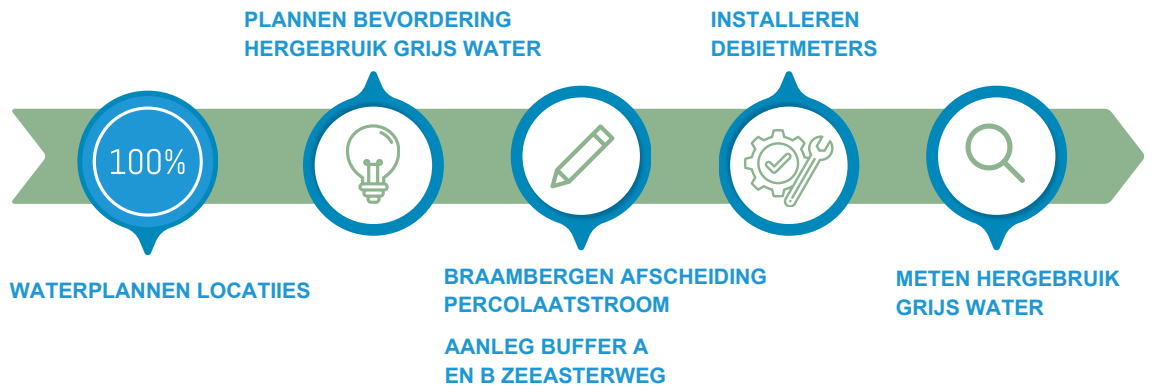 PLANNEN BEVORDERING
HERGEBRUIK GRIJS WATER
INSTALLEREN
DEBIETMETERS
100%
WATERPLANNEN LOCATIIES
BRAAMBERGEN AFSCHEIDING
PERCOLAATSTROOM
AANLEG BUFFER A
EN B ZEEASTERWEG
METEN HERGEBRUIK
GRIJS WATER